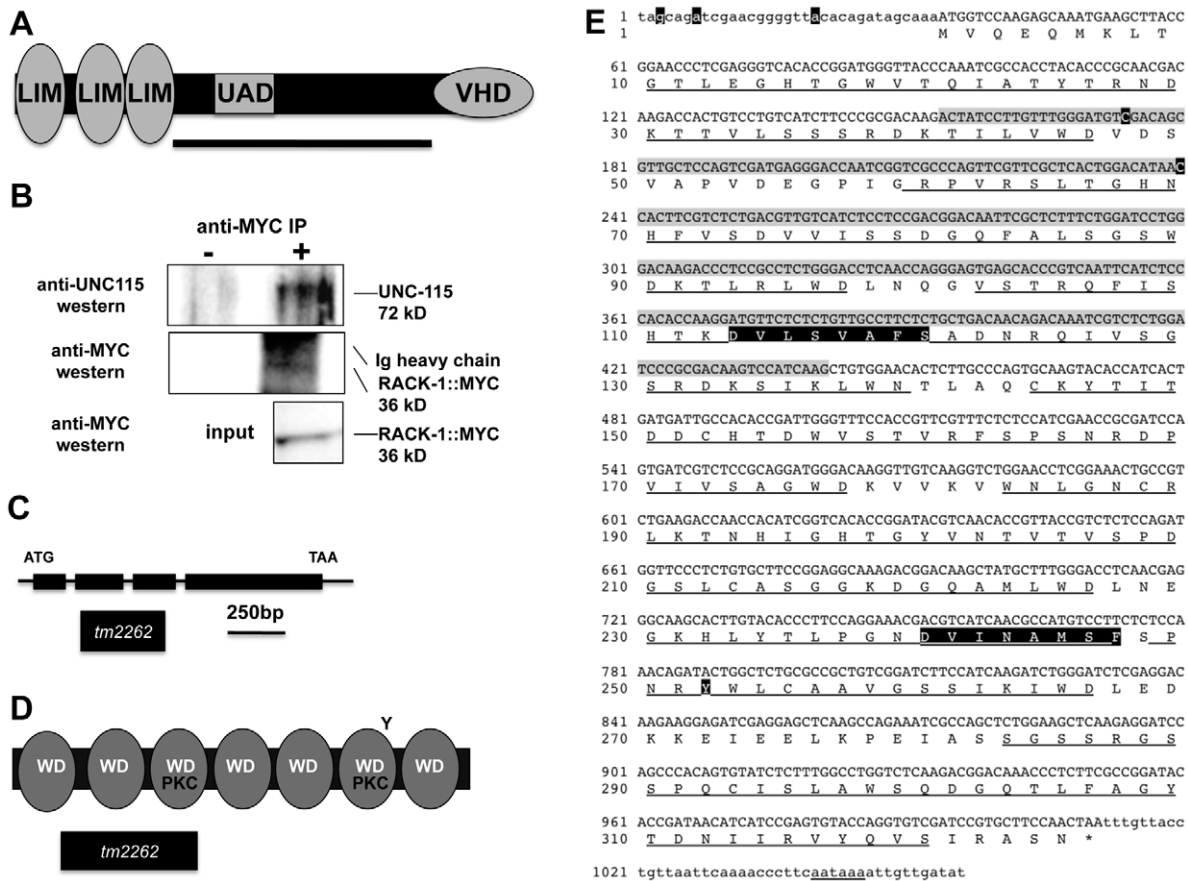 A
LIM LIM LIM UAD VHD
B
anti-MYC IP
- +
anti-UNC115
western
UNC-115
72 kD
anti-MYC
western
Ig heavy chain
RACK-1::MYC
36 kD
anti-MYC
western
input
RACK-1::MYC
36 kD
C
ATG TAA
tm2262
250bp
D
Y
WD WD WD WD WD WD WD
PKC PKC
tm2262
E
1 tagcagatcgaacggggttacacagatagcaaaATGGTCCAAGAGCAAATGAAGCTTACC
1 M V Q E Q M K L T
61 GGAACCCTCGAGGGTCACACCGGATGGGTTACCCAAATCGCCACCTACACCCGCAACGAC
10 G T L E G H T G W V T Q I A T Y T R N D
121 AAGACCACTGTCCTGTCATCTTCCCGCGACAAGACTATCCTTGTTTGGGATGTCGACAGC
30 K T T V L S S S R D K T I L V W D V D S
181 GTTGCTCCAGTCGATGAGGGACCAATCGGTCGCCCAGTTCGTTCGCTCACTGGACATAAC
50 V A P V D E G P I G R P V R S L T G H N
241 CACTTCGTCTCTGACGTTGTCATCTCCTCCGACGGACAATTCGCTCTTTCTGGATCCTGG
70 H F V S D V V I S S D G Q F A L S G S W
301 GACAAGACCCTCCGCCTCTGGGACCTCAACCAGGGAGTGAGCACCCGTCAATTCATCTCC
90 D K T L R L W D L N Q G V S T R Q F I S
361 CACACCAAGGATGTTCTCTCTGTTGCCTTCTCTGCTGACAACAGACAAATCGTCTCTGGA
110 H T K D V L S V A F S A D N R Q I V S G
421 TCCCGCGACAAGTCCATCAAGCTGTGGAACACTCTTGCCCAGTGCAAGTACACCATCACT
130 S R D K S I K L W N T L A Q C K Y T I T
481 GATGATTGCCACACCGATTGGGTTTCCACCGTTCGTTTCTCTCCATCGAACCGCGATCCA
150 D D C H T D W V S T V R F S P S N R D P
541 GTGATCGTCTCCGCAGGATGGGACAAGGTTGTCAAGGTCTGGAACCTCGGAAACTGCCGT
170 V I V S A G W D K V V K V W N L G N C R
601 CTGAAGACCAACCACATCGGTCACACCGGATACGTCAACACCGTTACCGTCTCTCCAGAT
190 L K T N H I G H T G Y V N T V T V S P D
661 GGTTCCCTCTGTGCTTCCGGAGGCAAAGACGGACAAGCTATGCTTTGGGACCTCAACGAG
210 G S L C A S G G K D G Q A M L W D L N E
721 GGCAAGCACTTGTACACCCTTCCAGGAAACGACGTCATCAACGCCATGTCCTTCTCTCCA
230 G K H L Y T L P G N D V I N A M S F S P
781 AACAGATACTGGCTCTGCGCCGCTGTCGGATCTTCCATCAAGATCTGGGATCTCGAGGAC
250 N R Y W L C A A V G S S I K I W D L E D
841 AAGAAGGAGATCGAGGAGCTCAAGCCAGAAATCGCCAGCTCTGGAAGCTCAAGAGGATCC
270 K K E I E E L K P E I A S S G S S R G S
901 AGCCCACAGTGTATCTCTTTGGCCTGGTCTCAAGACGGACAAACCCTCTTCGCCGGATAC
290 S P Q C I S L A W S Q D G Q T L F A G Y
961 ACCGATAACATCATCCGAGTGTACCAGGTGTCGATCCGTGCTTCCAACTAAtttgttacc
310 T D N I I R V Y Q V S I R A S N *
1021 tgttaattcaaaacccttcaataaaattgttgatat